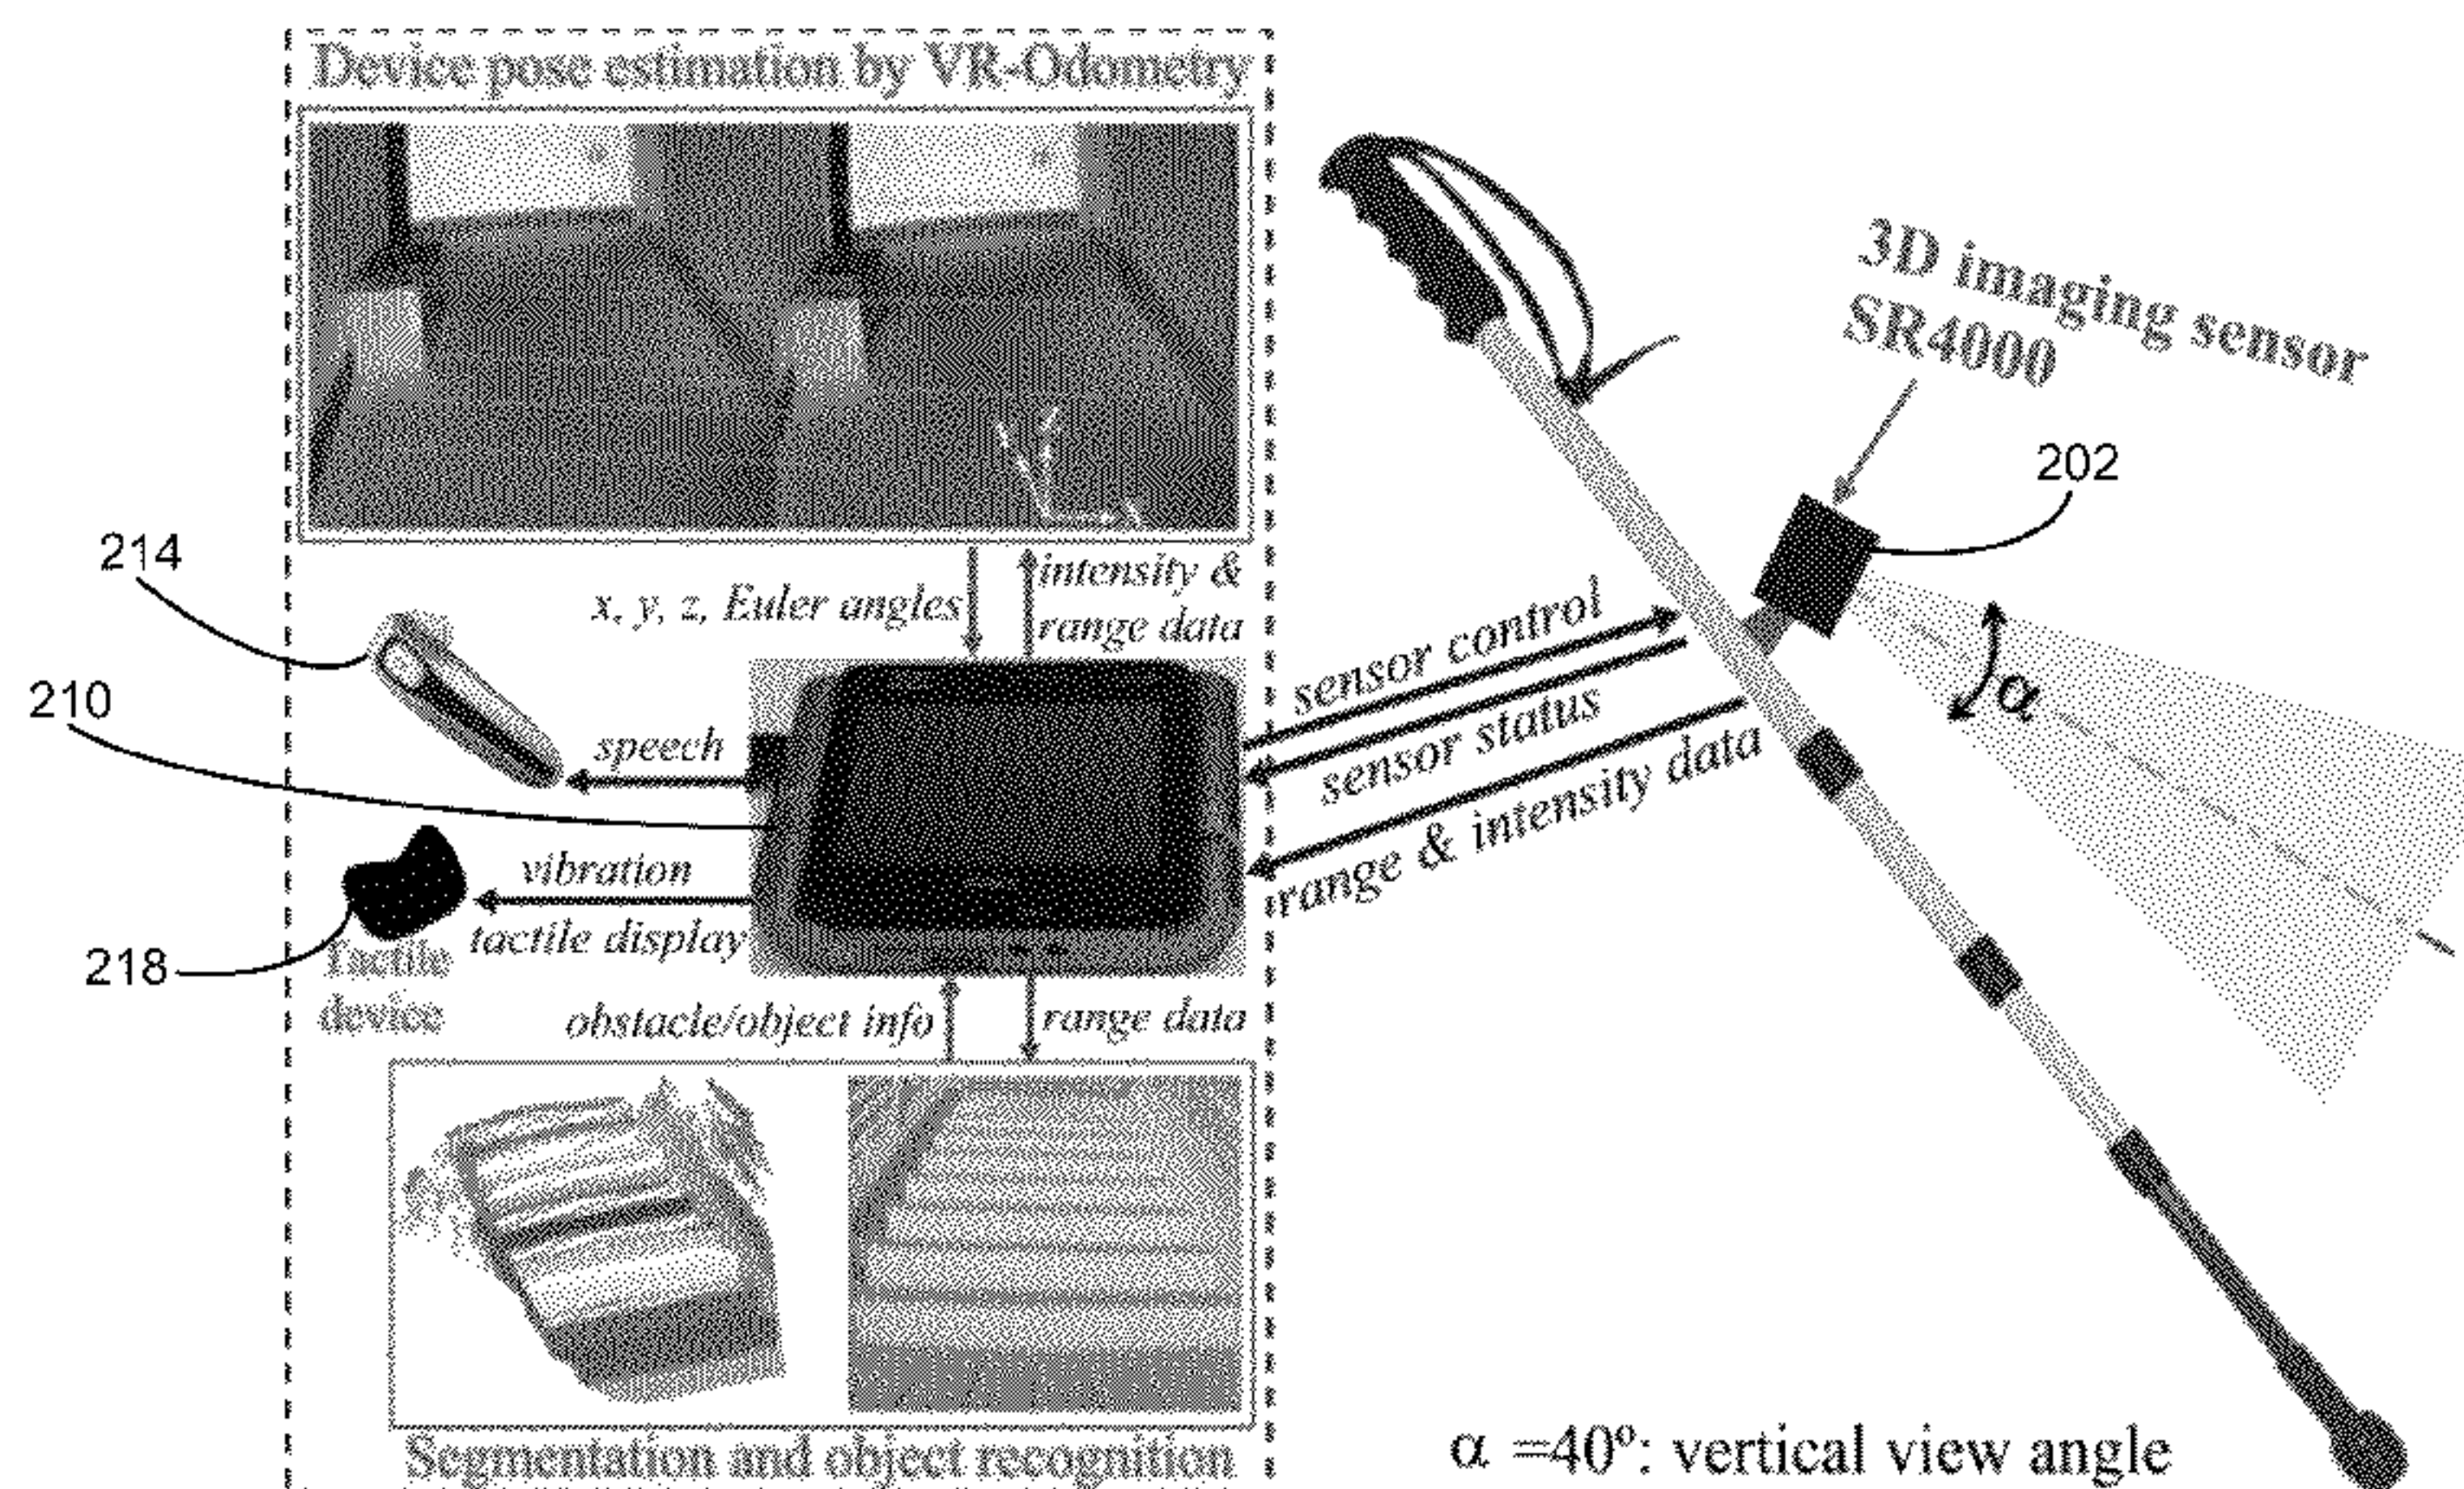 Device pose estimation by VR-Odometry
3D imaging sensor
SR4000
202
214
x, y, z, Euler angles
intensity &
range data
sensor control
sensor status
range & intensity data
α
210
speech
vibration
tactile display
218
Tactile
device
obstacle/object info
range data
Segmentation and object recognition
α =40º: vertical view angle